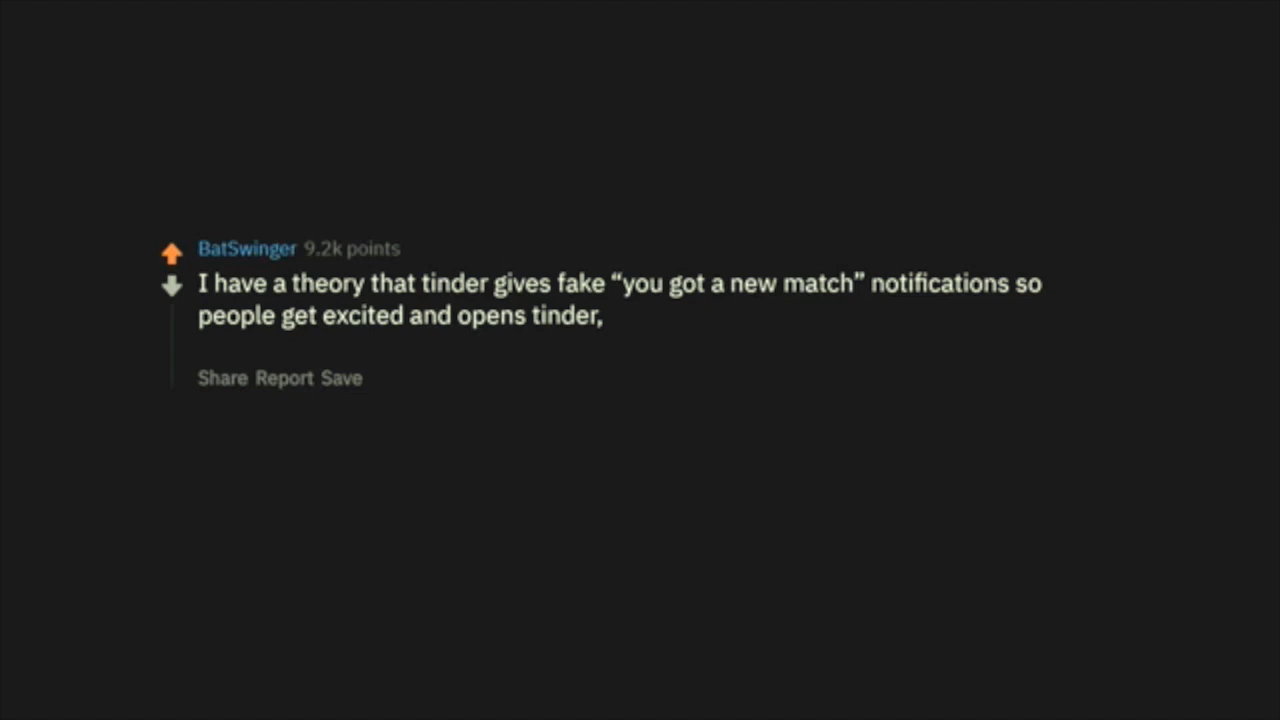 BatSwinger 9.2k points
I have a theory that tinder gives fake “you got a new match” notifications so
people get excited and opens tinder,
Share Report Save